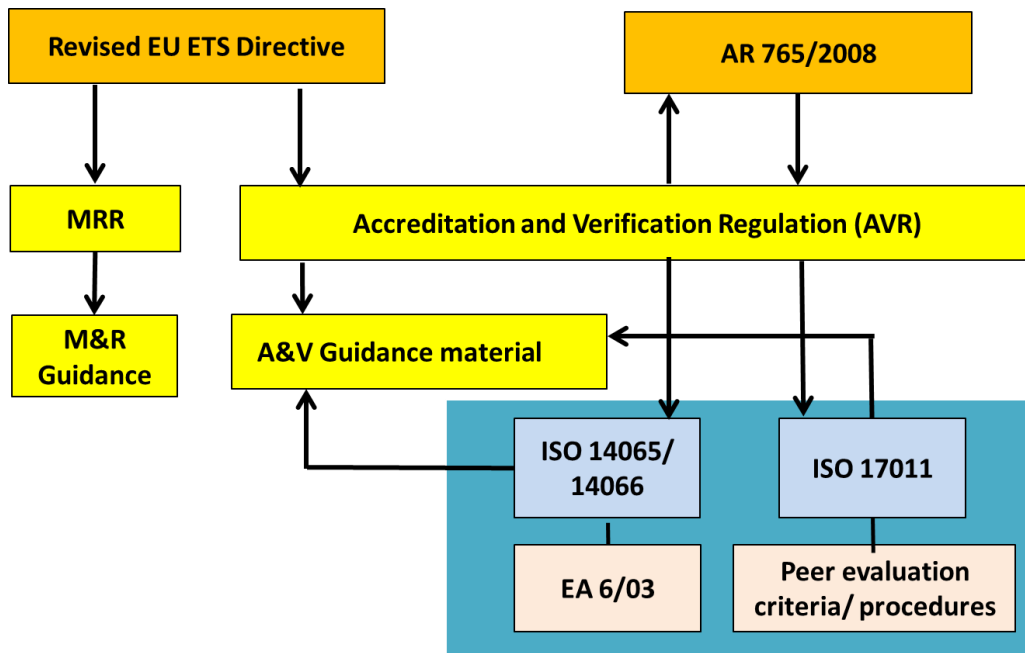 Revised EU ETS Directive
AR 765/2008
MRR
Accreditation and Verification Regulation (AVR)
M&R
Guidance
A&V Guidance material
ISO 14065/
14066
ISO 17011
EA 6/03
Peer evaluation
criteria/ procedures